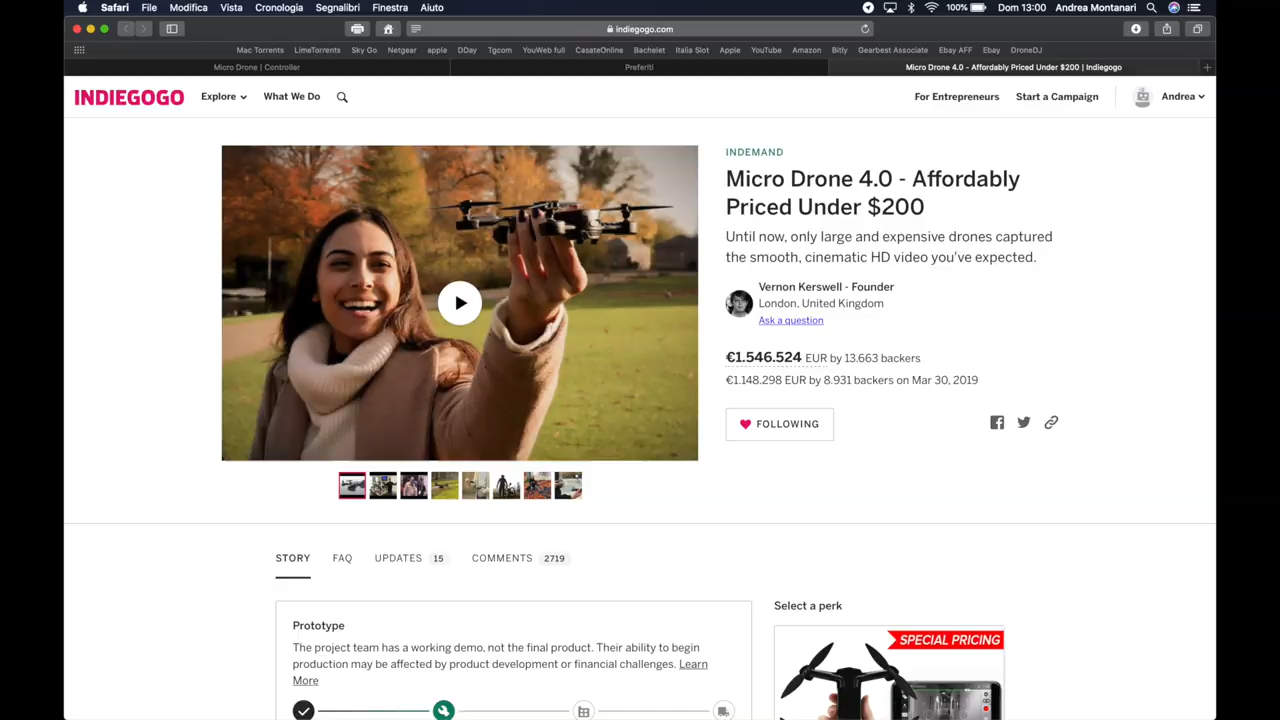 Safari File Modifica Vista Cronologia Segnalibri Finestra Aiuto 100% Dom 13:00 Andrea Montanari
indiegogo.com
Mac Torrents LimeTorrents Sky Go Netgear apple DDay Tgcom YouWeb full CasateOnline Bachelet Italia Slot Apple YouTube Amazon Bitly Gearbest Associate Ebay AFF Ebay DroneDJ
Micro Drone | Controller Preferiti Micro Drone 4.0 - Affordably Priced Under $200 | Indiegogo
INDIEGOGO Explore What We Do For Entrepreneurs Start a Campaign Andrea
INDEMAND
Micro Drone 4.0 - Affordably
Priced Under $200
Until now, only large and expensive drones captured
the smooth, cinematic HD video you've expected.
Vernon Kerswell - Founder
London, United Kingdom
Ask a question
€1.546.524 EUR by 13.663 backers
€1.148.298 EUR by 8.931 backers on Mar 30, 2019
FOLLOWING
STORY FAQ UPDATES 15 COMMENTS 2719
Prototype
The project team has a working demo, not the final product. Their ability to begin
production may be affected by product development or financial challenges. Learn
More
Select a perk
SPECIAL PRICING